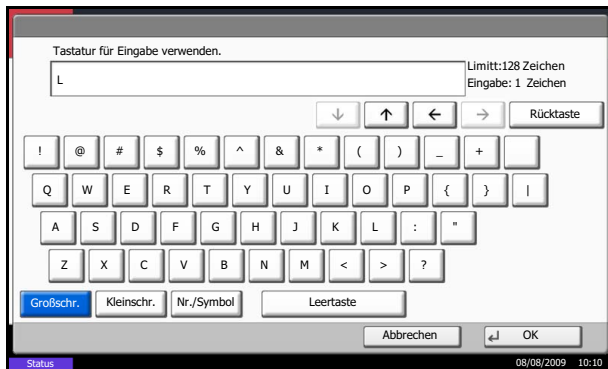 Tastatur für Eingabe verwenden.
L
Limitt:128 Zeichen
Eingabe: 1 Zeichen
Rücktaste
! @ # $ % ^ & * ( ) _ +
Q W E R T Y U I O P { } |
A S D F G H J K L : "
Z X C V B N M < > ?
Großschr. Kleinschr. Nr./Symbol Leertaste
Abbrechen OK
Status 08/08/2009 10:10